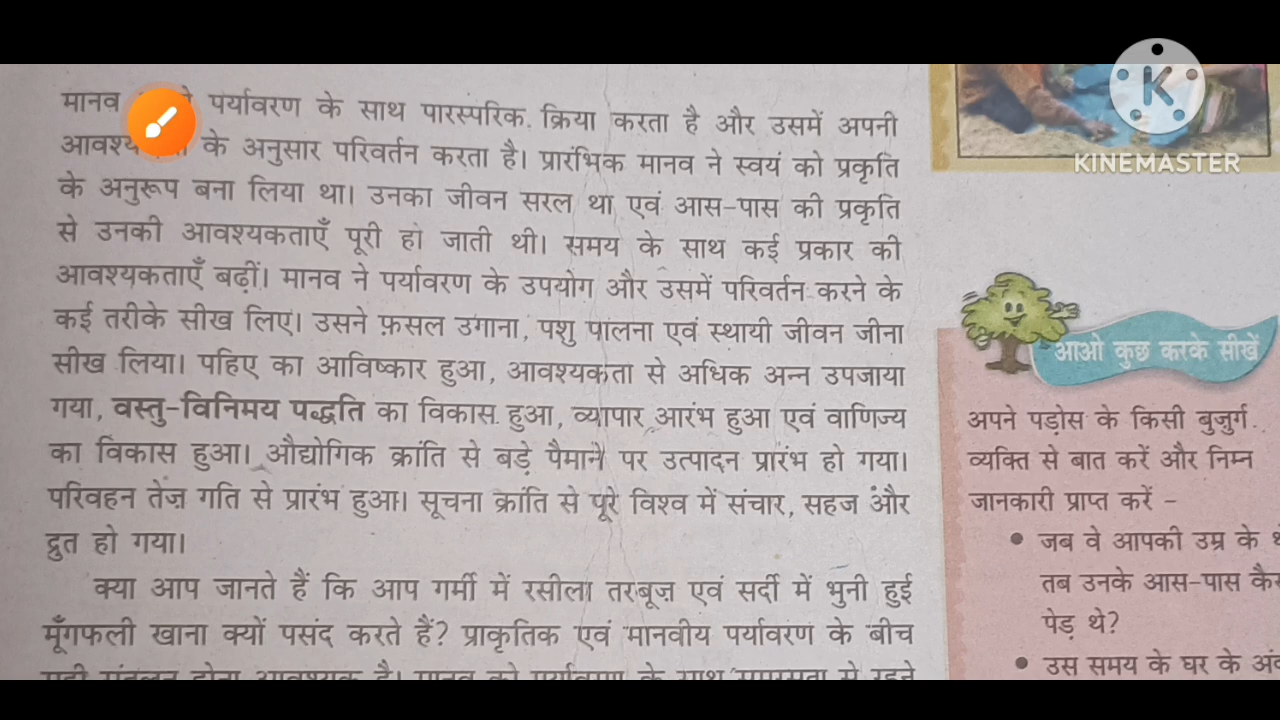 मानव पर्यावरण के साथ पारस्परिक क्रिया करता है और उसमें अपनी
के अनुसार परिवर्तन करता है। प्रारंभिक मानव ने स्वयं को प्रकृति
के अनुरूप बना लिया था। उनका जीवन सरल था एवं आस-पास की प्रकृति
से उनकी आवश्यकताएँ पूरी हो जाती थी। समय के साथ कई प्रकार की
आवश्यकताएँ बढ़ीं। मानव ने पर्यावरण के उपयोग और उसमें परिवर्तन करने के
कई तरीके सीख लिए। उसने फ़सल उगाना, पशु पालना एवं स्थायी जीवन जीना
सीख लिया। पहिए का आविष्कार हुआ, आवश्यकता से अधिक अन्न उपजाया
गया, वस्तु-विनिमय पद्धति का विकास हुआ, व्यापार आरंभ हुआ एवं वाणिज्य
का विकास हुआ। औद्योगिक क्रांति से बड़े पैमाने पर उत्पादन प्रारंभ हो गया।
परिवहन तेज़ गति से प्रारंभ हुआ। सूचना क्रांति से पूरे विश्व में संचार, सहज और
द्रुत हो गया।
क्या आप जानते हैं कि आप गर्मी में रसीला तरबूज़ एवं सर्दी में भुनी हुई
मूँगफली खाना क्यों पसंद करते हैं? प्राकृतिक एवं मानवीय पर्यावरण के बीच
KINEMASTER
आओ कुछ करके सीखें
अपने पड़ोस के किसी बुजुर्ग
व्यक्ति से बात करें और निम्न
जानकारी प्राप्त करें –
• जब वे आपकी उम्र के
तब उनके आस-पास
पेड़ थे?
• उस समय के घर के